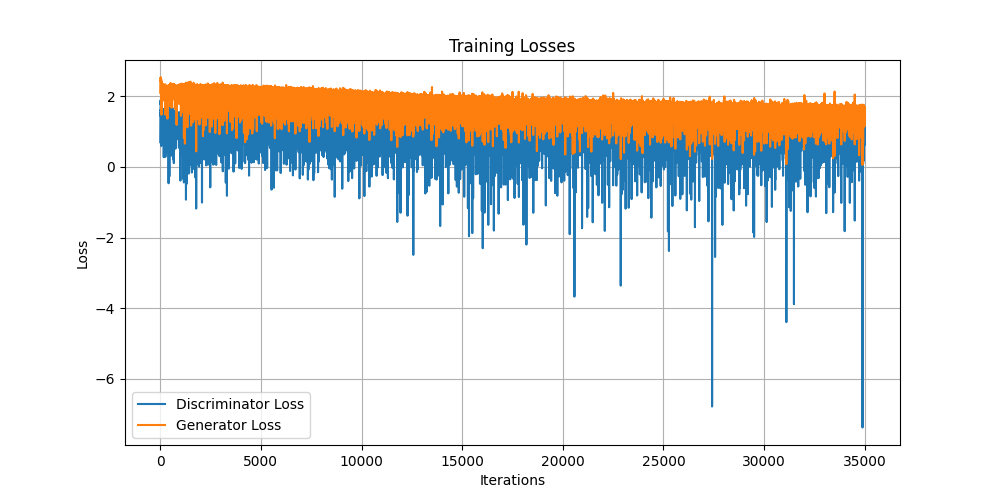 Training Losses
2
0
−2
−4
−6
Loss
Discriminator Loss
Generator Loss
0
5000
10000
15000
20000
25000
30000
35000
Iterations